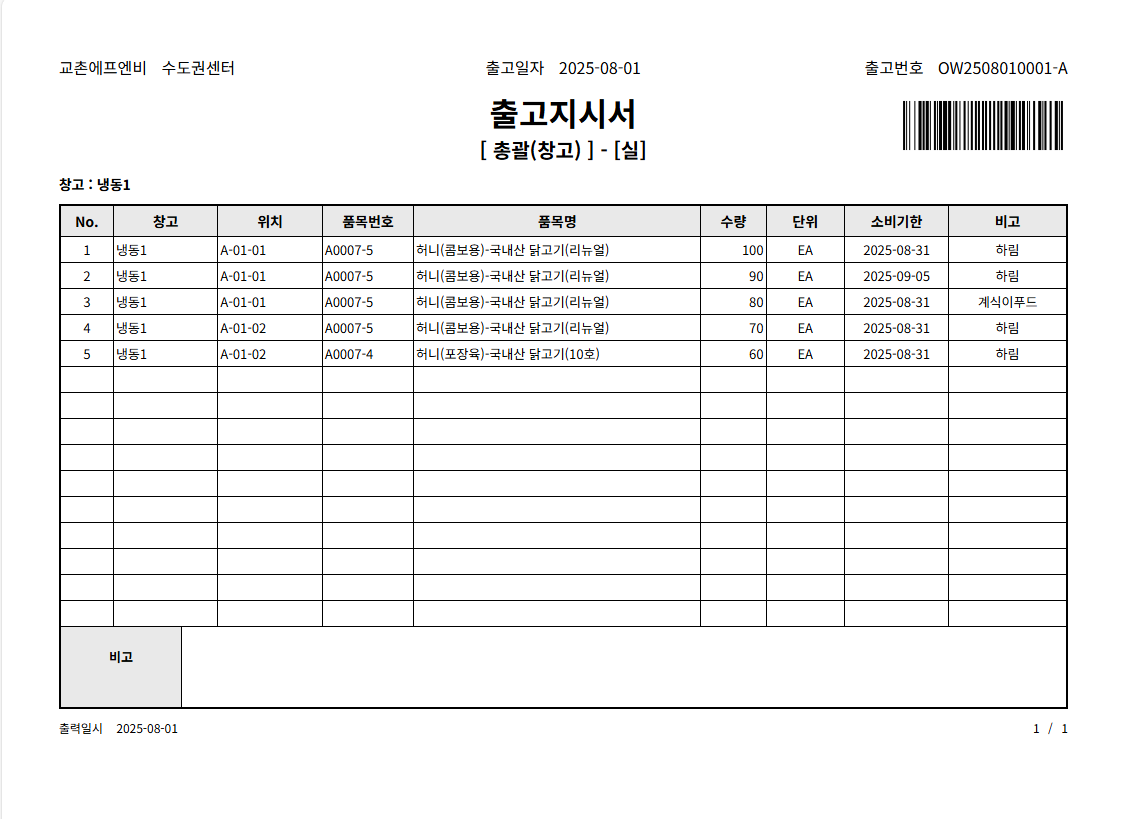 교촌에프엔비 수도권센터 출고일자 2025-08-01 출고번호 OW2508010001-A
출고지시서
[ 총괄(창고) ] - [실]
창고 : 냉동1
No. 창고 위치 품목번호 품목명 수량 단위 소비기한 비고
1 냉동1 A-01-01 A0007-5 허니(콤보용)-국내산 닭고기(리뉴얼) 100 EA 2025-08-31 하림
2 냉동1 A-01-01 A0007-5 허니(콤보용)-국내산 닭고기(리뉴얼) 90 EA 2025-09-05 하림
3 냉동1 A-01-01 A0007-5 허니(콤보용)-국내산 닭고기(리뉴얼) 80 EA 2025-08-31 계식이푸드
4 냉동1 A-01-02 A0007-5 허니(콤보용)-국내산 닭고기(리뉴얼) 70 EA 2025-08-31 하림
5 냉동1 A-01-02 A0007-4 허니(포장육)-국내산 닭고기(10호) 60 EA 2025-08-31 하림
비고
출력일시 2025-08-01 1 / 1